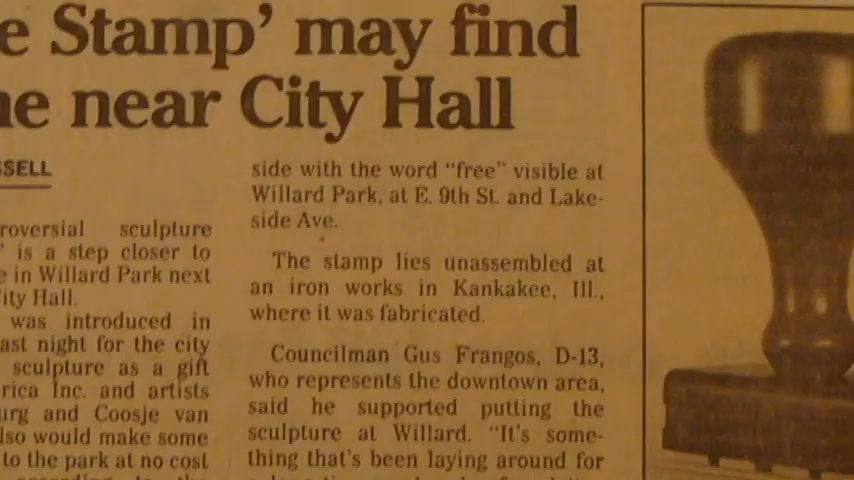 e Stamp’ may find
ne near City Hall
SSELL
roversial sculpture
’ is a step closer to
e in Willard Park next
ity Hall.
was introduced in
ast night for the city
sculpture as a gift
rica Inc. and artists
urg and Coosje van
lso would make some
to the park at no cost
side with the word “free” visible at
Willard Park, at E. 9th St. and Lake-
side Ave.
The stamp lies unassembled at
an iron works in Kankakee, Ill.,
where it was fabricated.
Councilman Gus Frangos, D-13,
who represents the downtown area,
said he supported putting the
sculpture at Willard. “It's some-
thing that's been laying around for